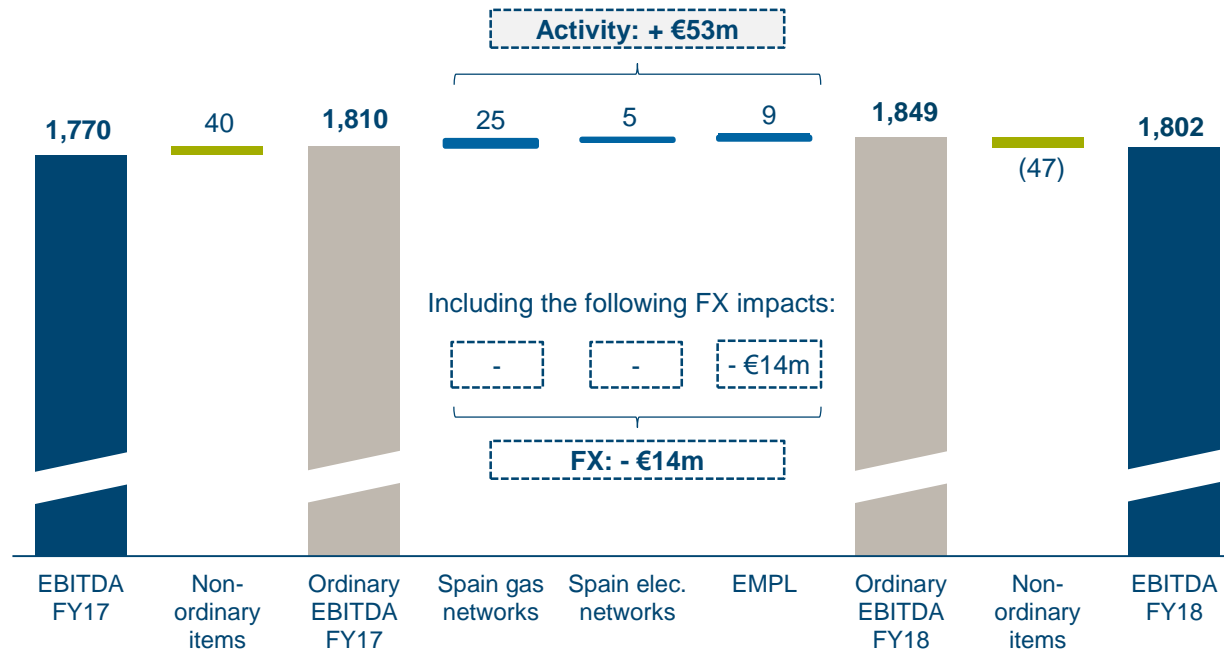 Activity: + €53m
1,770
40
1,810
25
5
9
1,849
(47)
1,802
Including the following FX impacts:
-
-
- €14m
FX: - €14m
EBITDA
FY17
Non-
ordinary
items
Ordinary
EBITDA
FY17
Spain gas
networks
Spain elec.
networks
EMPL
Ordinary
EBITDA
FY18
Non-
ordinary
items
EBITDA
FY18